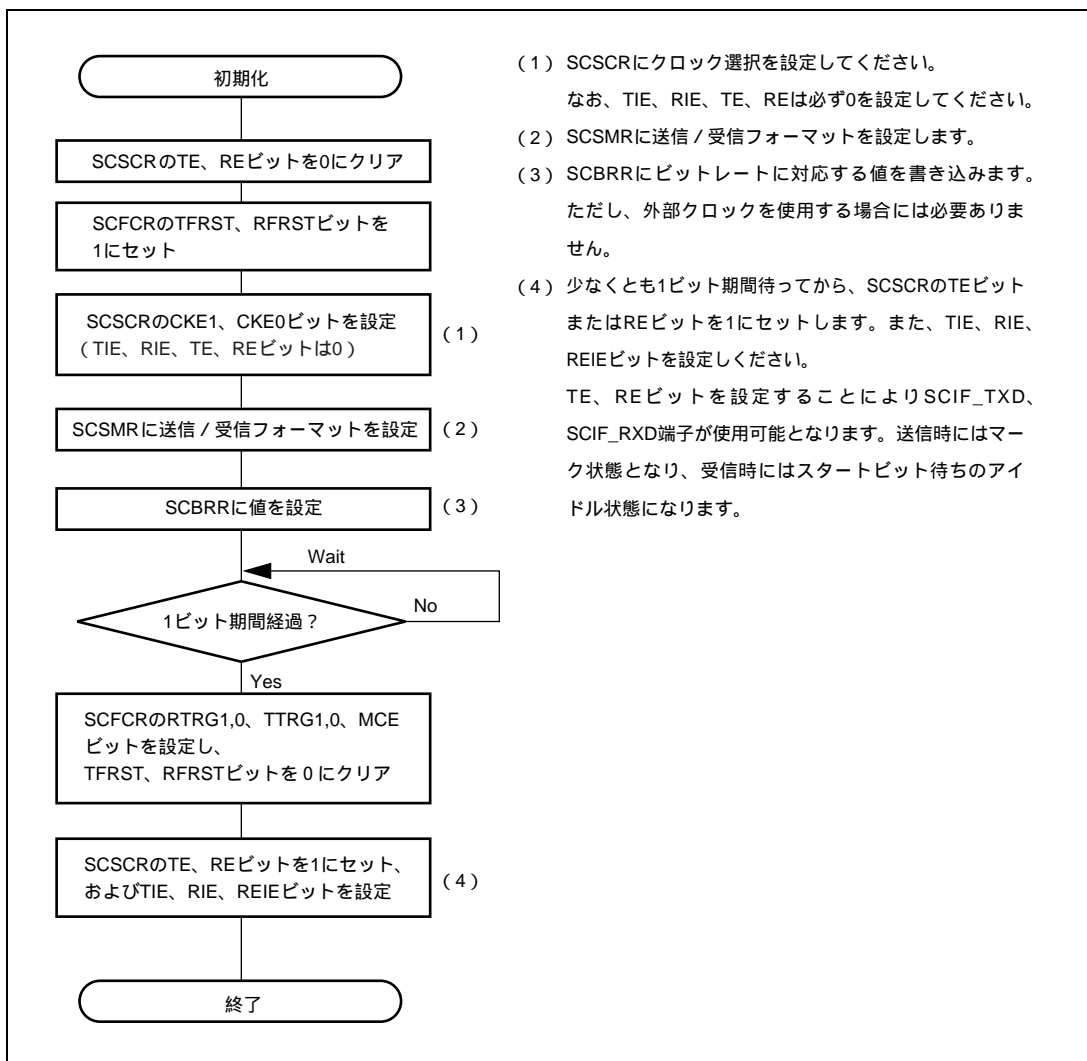 初期化
SCSCRのTE、REビットを0にクリア
SCFCRのTFRST、RFRSTビットを
1にセット
SCSCRのCKE1、CKE0ビットを設定
（TIE、RIE、TE、REビットは0）
（1）
SCSMRに送信／受信フォーマットを設定
（2）
SCBRRに値を設定
（3）
Wait
1ビット期間経過？
No
Yes
SCFCRのRTRG1,0、TTRG1,0、MCE
ビットを設定し、
TFRST、RFRSTビットを 0 にクリア
SCSCRのTE、REビットを1にセット、
およびTIE、RIE、REIEビットを設定
（4）
終了
（1）SCSCRにクロック選択を設定してください。
なお、TIE、RIE、TE、REは必ず0を設定してください。
（2）SCSMRに送信／受信フォーマットを設定します。
（3）SCBRRにビットレートに対応する値を書き込みます。
ただし、外部クロックを使用する場合には必要ありま
せん。
（4）少なくとも1ビット期間待ってから、SCSCRのTEビット
またはREビットを1にセットします。また、TIE、RIE、
REIEビットを設定しください。
TE、REビットを設定することによりSCIF_TXD、
SCIF_RXD端子が使用可能となります。送信時にはマー
ク状態となり、受信時にはスタートビット待ちのアイ
ドル状態になります。